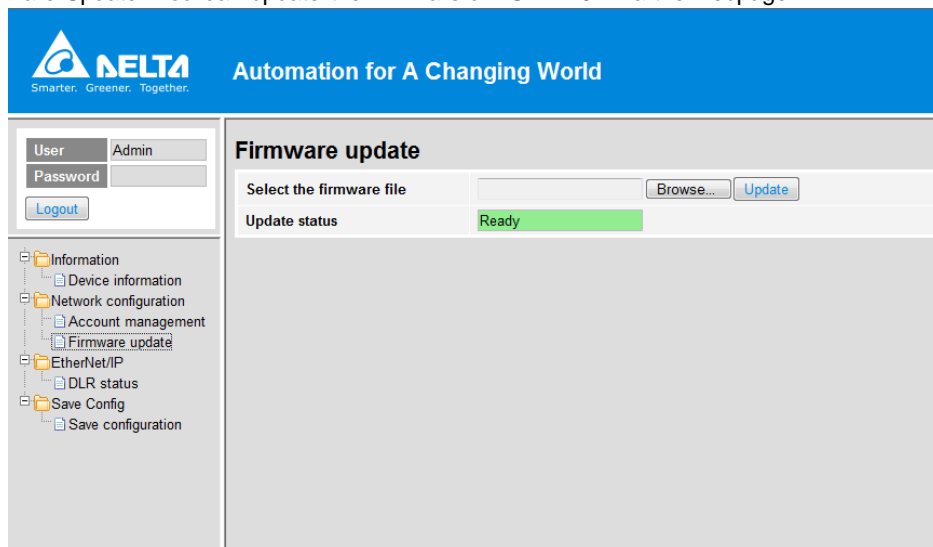 DELTA
Smarter. Greener. Together.
Automation for A Changing World
User Admin
Password
Logout
Information
Device information
Network configuration
Account management
Firmware update
EtherNet/IP
DLR status
Save Config
Save configuration
Firmware update
Select the firmware file Browse... Update
Update status Ready